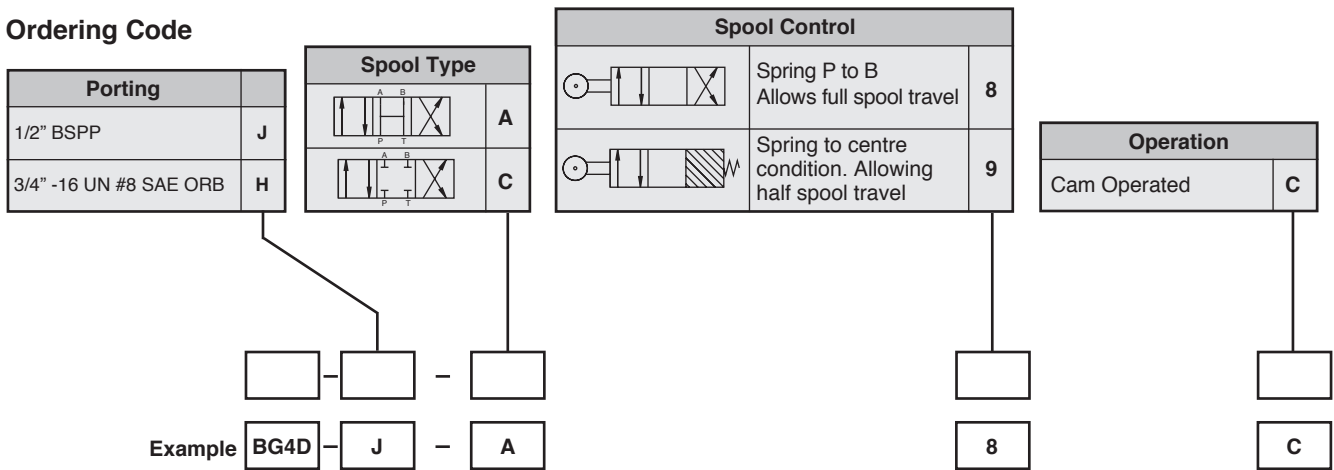 Ordering Code
Porting
1/2” BSPP
J
3/4” -16 UN #8 SAE ORB
H
Spool Type
A B
P T
A
A B
P T
C
Spool Control
Spring P to B
Allows full spool travel
8
Spring to centre
condition. Allowing
half spool travel
9
Operation
Cam Operated
C
– –
Example BG4D – J – A 8 C